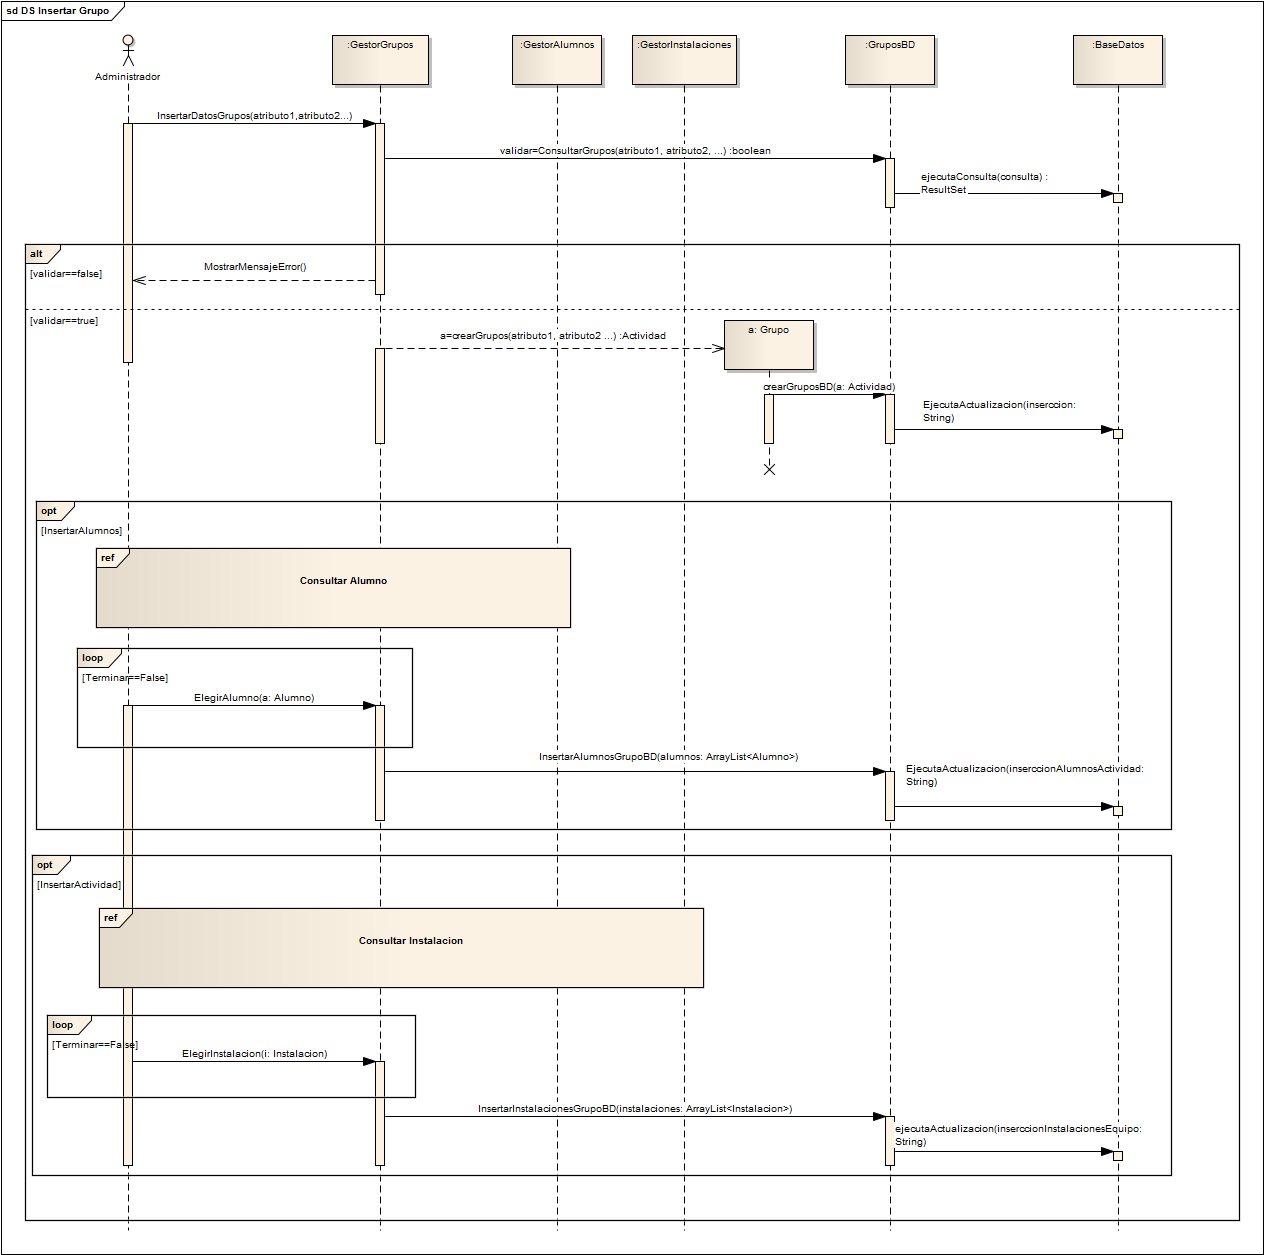 sd DS Insertar Grupo
Administrador
:GestorGrupos
:GestorAlumnos
:GestorInstalaciones
:GruposBD
:BaseDatos
InsertarDatosGrupos(atributo1,atributo2...)
validar=ConsultarGrupos(atributo1, atributo2, ...) :boolean
ejecutaConsulta(consulta) :
ResultSet
alt
[validar==false]
MostrarMensajeError()
[validar==true]
a=crearGrupos(atributo1, atributo2 ...) :Actividad
a: Grupo
crearGruposBD(a: Actividad)
EjecutaActualizacion(inserccion:
String)
opt
[InsertarAlumnos]
ref
Consultar Alumno
loop
[Terminar==False]
ElegirAlumno(a: Alumno)
InsertarAlumnosGrupoBD(alumnos: ArrayList<Alumno>)
EjecutaActualizacion(inserccionAlumnosActividad:
String)
opt
[InsertarActividad]
ref
Consultar Instalacion
loop
[Terminar==False]
ElegirInstalacion(i: Instalacion)
InsertarInstalacionesGrupoBD(instalaciones: ArrayList<Instalacion>)
ejecutaActualizacion(inserccionInstalacionesEquipo:
String)